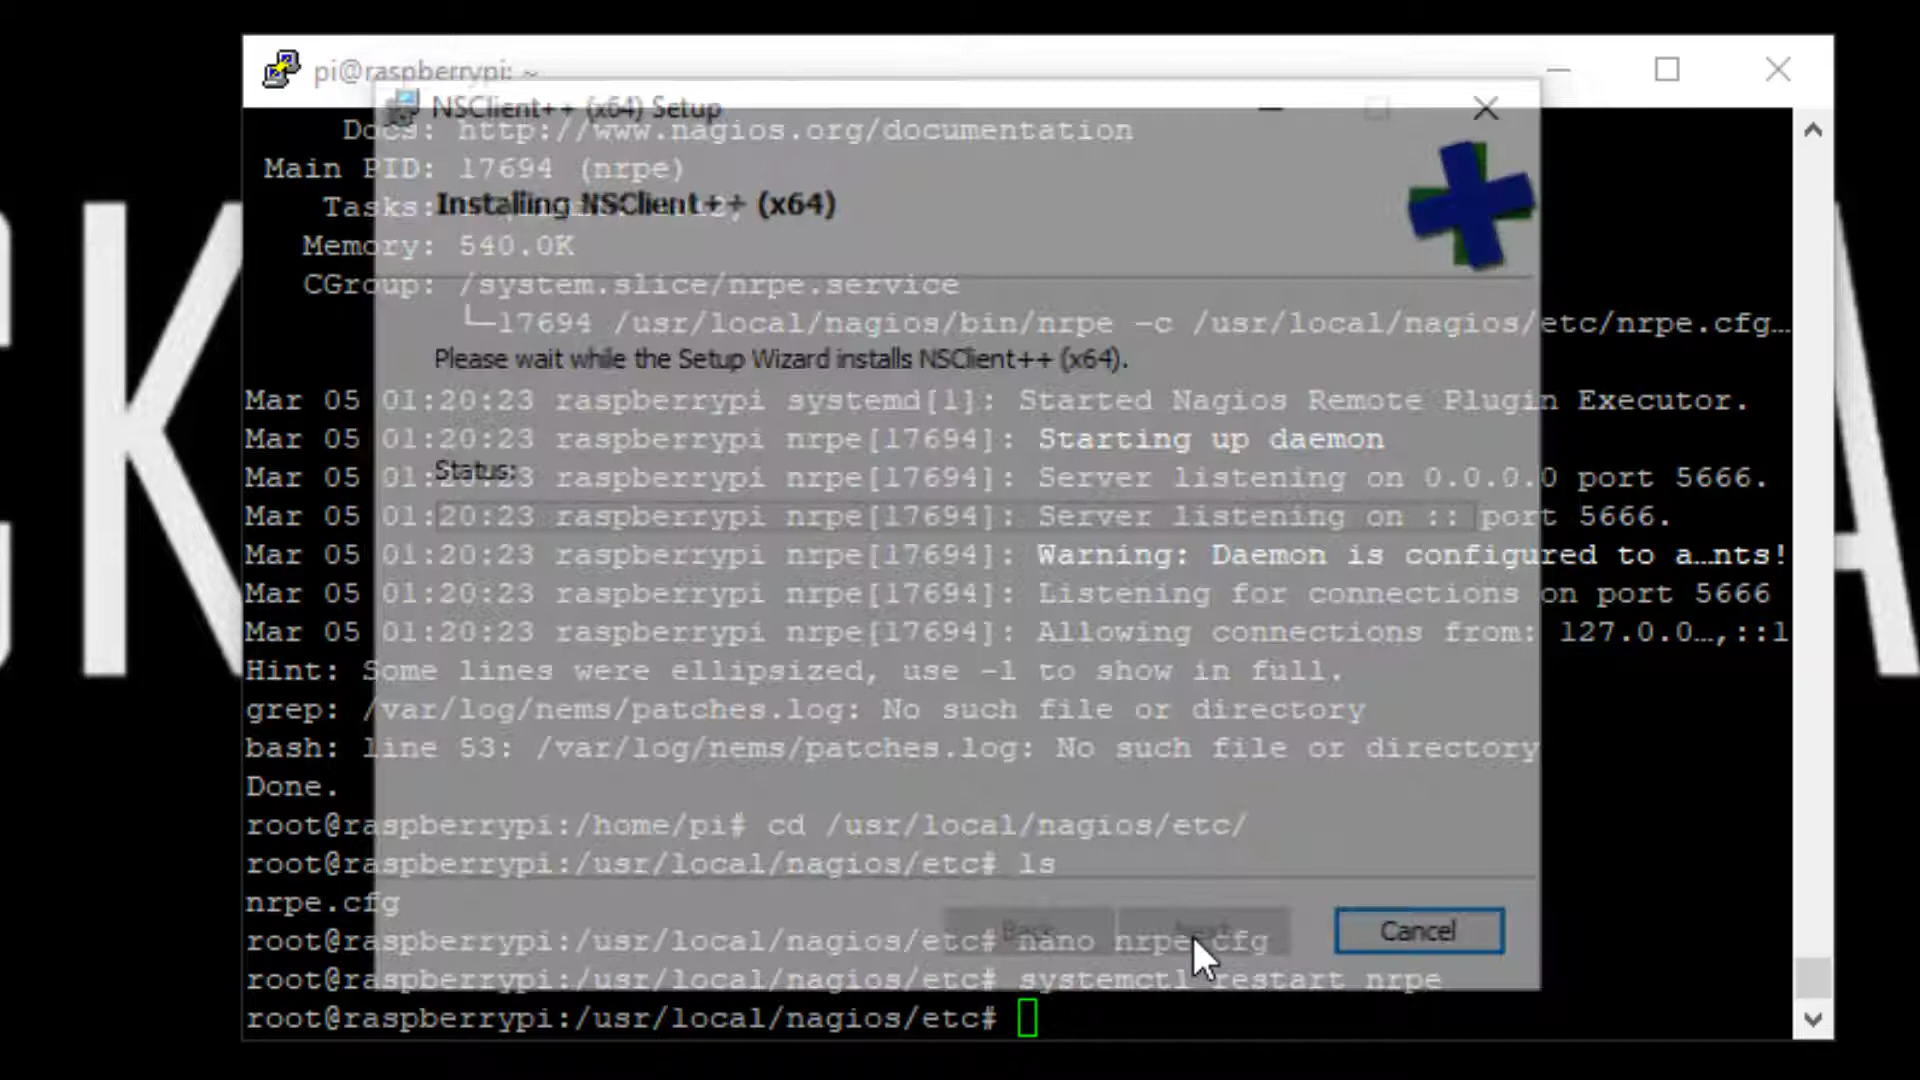 pi@raspberrypi: ~
NSClient++ (x64) Setup
Docs: http://www.nagios.org/documentation
Main PID: 17694 (nrpe)
Tasks:
Installing NSClient++ (x64)
Memory: 540.0K
CGroup: /system.slice/nrpe.service
└─17694 /usr/local/nagios/bin/nrpe -c /usr/local/nagios/etc/nrpe.cfg…
Please wait while the Setup Wizard installs NSClient++ (x64).
Mar 05 01:20:23 raspberrypi systemd[1]: Started Nagios Remote Plugin Executor.
Mar 05 01:20:23 raspberrypi nrpe[17694]: Starting up daemon
Status:
Mar 05 01:20:23 raspberrypi nrpe[17694]: Server listening on 0.0.0.0 port 5666.
Mar 05 01:20:23 raspberrypi nrpe[17694]: Server listening on :: port 5666.
Mar 05 01:20:23 raspberrypi nrpe[17694]: Warning: Daemon is configured to a…nts!
Mar 05 01:20:23 raspberrypi nrpe[17694]: Listening for connections on port 5666
Mar 05 01:20:23 raspberrypi nrpe[17694]: Allowing connections from: 127.0.0…,::1
Hint: Some lines were ellipsized, use -l to show in full.
grep: /var/log/nems/patches.log: No such file or directory
bash: line 53: /var/log/nems/patches.log: No such file or directory
Done.
root@raspberrypi:/home/pi# cd /usr/local/nagios/etc/
root@raspberrypi:/usr/local/nagios/etc# ls
nrpe.cfg
Back Next Cancel
root@raspberrypi:/usr/local/nagios/etc# nano nrpe.cfg
root@raspberrypi:/usr/local/nagios/etc# systemctl restart nrpe
root@raspberrypi:/usr/local/nagios/etc#